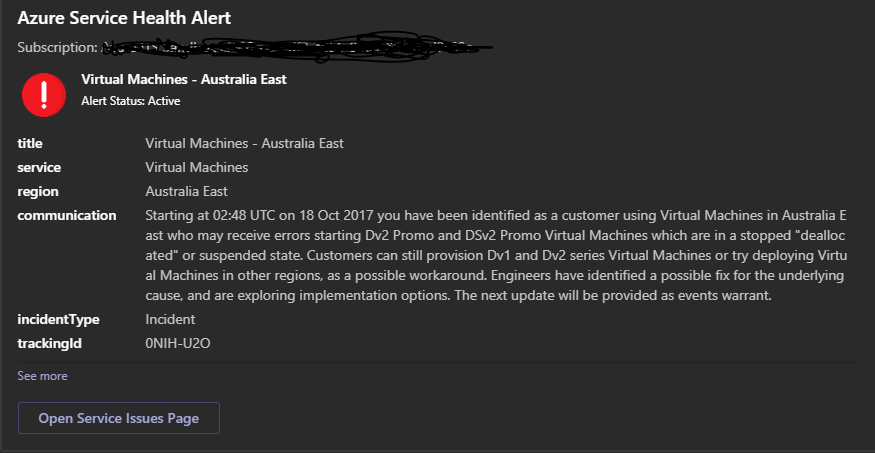 Azure Service Health Alert
Subscription:
Virtual Machines - Australia East
Alert Status: Active
title Virtual Machines - Australia East
service Virtual Machines
region Australia East
communication Starting at 02:48 UTC on 18 Oct 2017 you have been identified as a customer using Virtual Machines in Australia E
ast who may receive errors starting Dv2 Promo and DSv2 Promo Virtual Machines which are in a stopped "dealloc
ated" or suspended state. Customers can still provision Dv1 and Dv2 series Virtual Machines or try deploying Virtu
al Machines in other regions, as a possible workaround. Engineers have identified a possible fix for the underlying
cause, and are exploring implementation options. The next update will be provided as events warrant.
incidentType Incident
trackingId 0NIH-U2O
See more
Open Service Issues Page